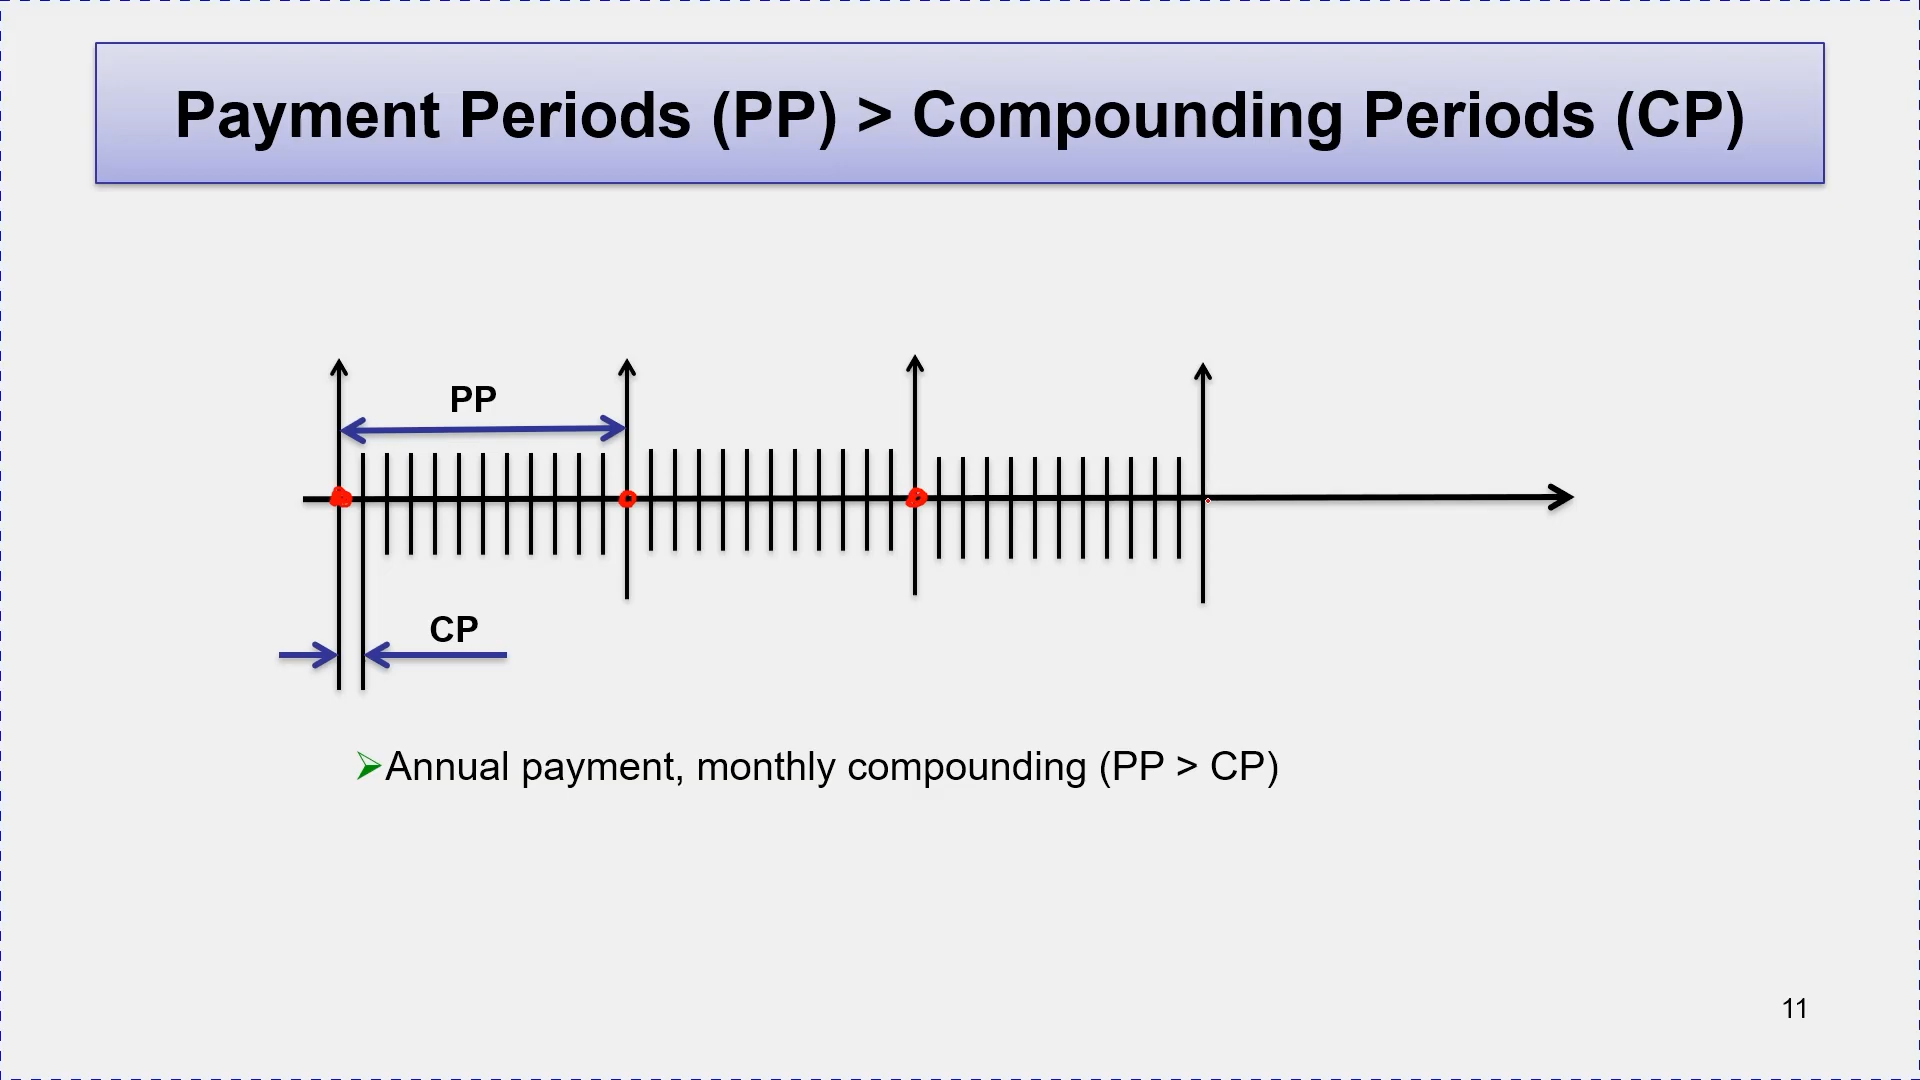 Payment Periods (PP) > Compounding Periods (CP)
PP
CP
Annual payment, monthly compounding (PP > CP)
11